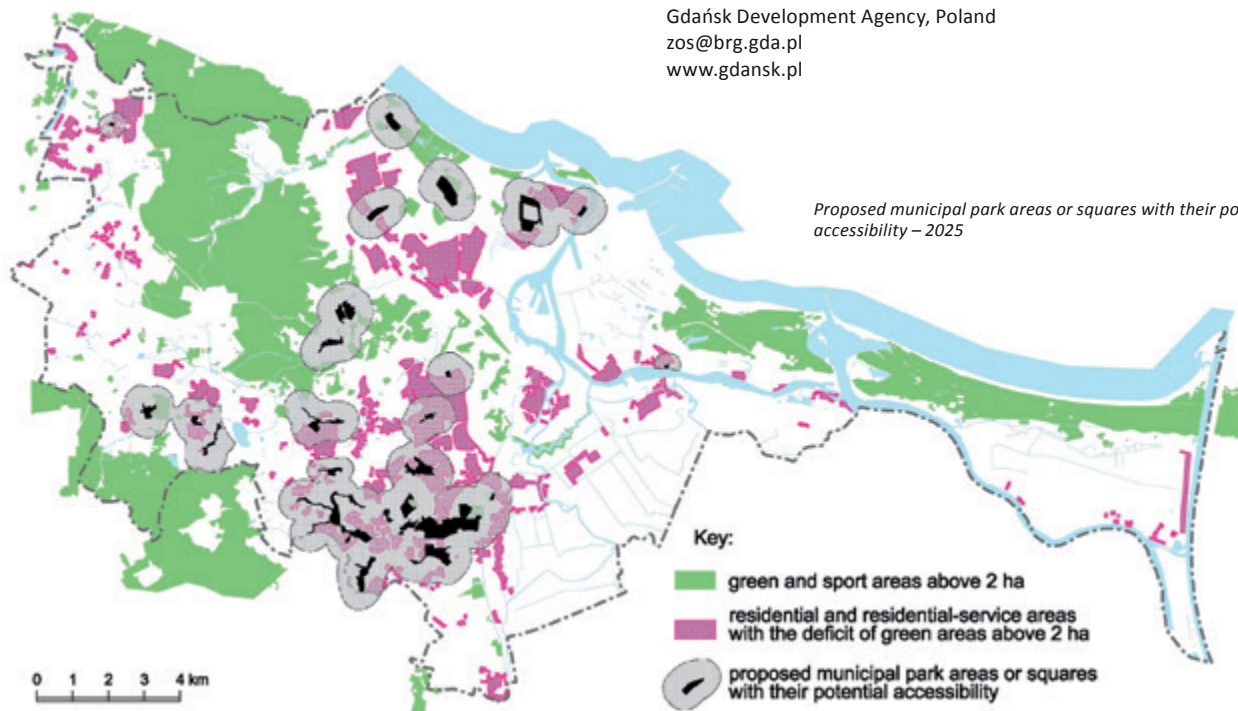 Gdańsk Development Agency, Poland
zos@brg.gda.pl
www.gdansk.pl
Proposed municipal park areas or squares with their po
accessibility – 2025
Key:
green and sport areas above 2 ha
residential and residential-service areas
with the deficit of green areas above 2 ha
proposed municipal park areas or squares
with their potential accessibility
0 1 2 3 4 km